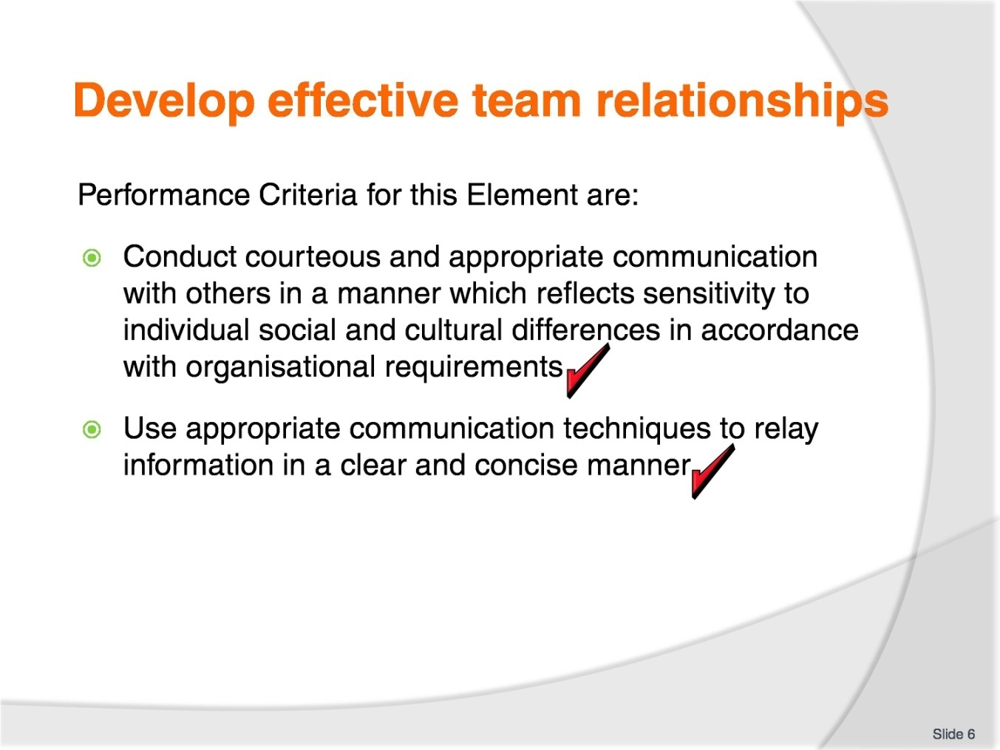 Develop effective team relationships
Performance Criteria for this Element are:
Conduct courteous and appropriate communication
with others in a manner which reflects sensitivity to
individual social and cultural differences in accordance
with organisational requirements
Use appropriate communication techniques to relay
information in a clear and concise manner
Slide 6